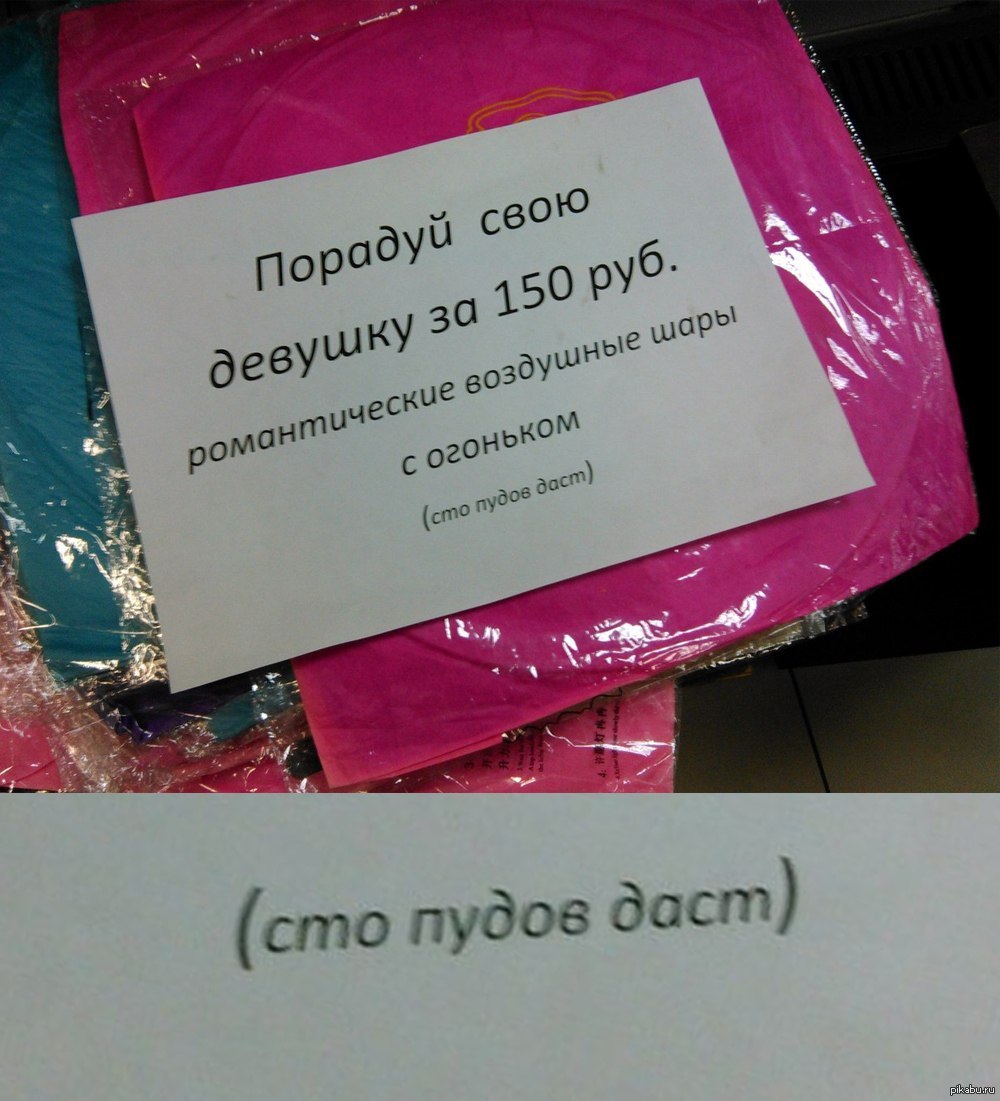 Порадуй свою
девушку за 150 руб.
романтические воздушные шары
с огоньком
(сто пудов даст)
(сто пудов даст)
pikabu.ru